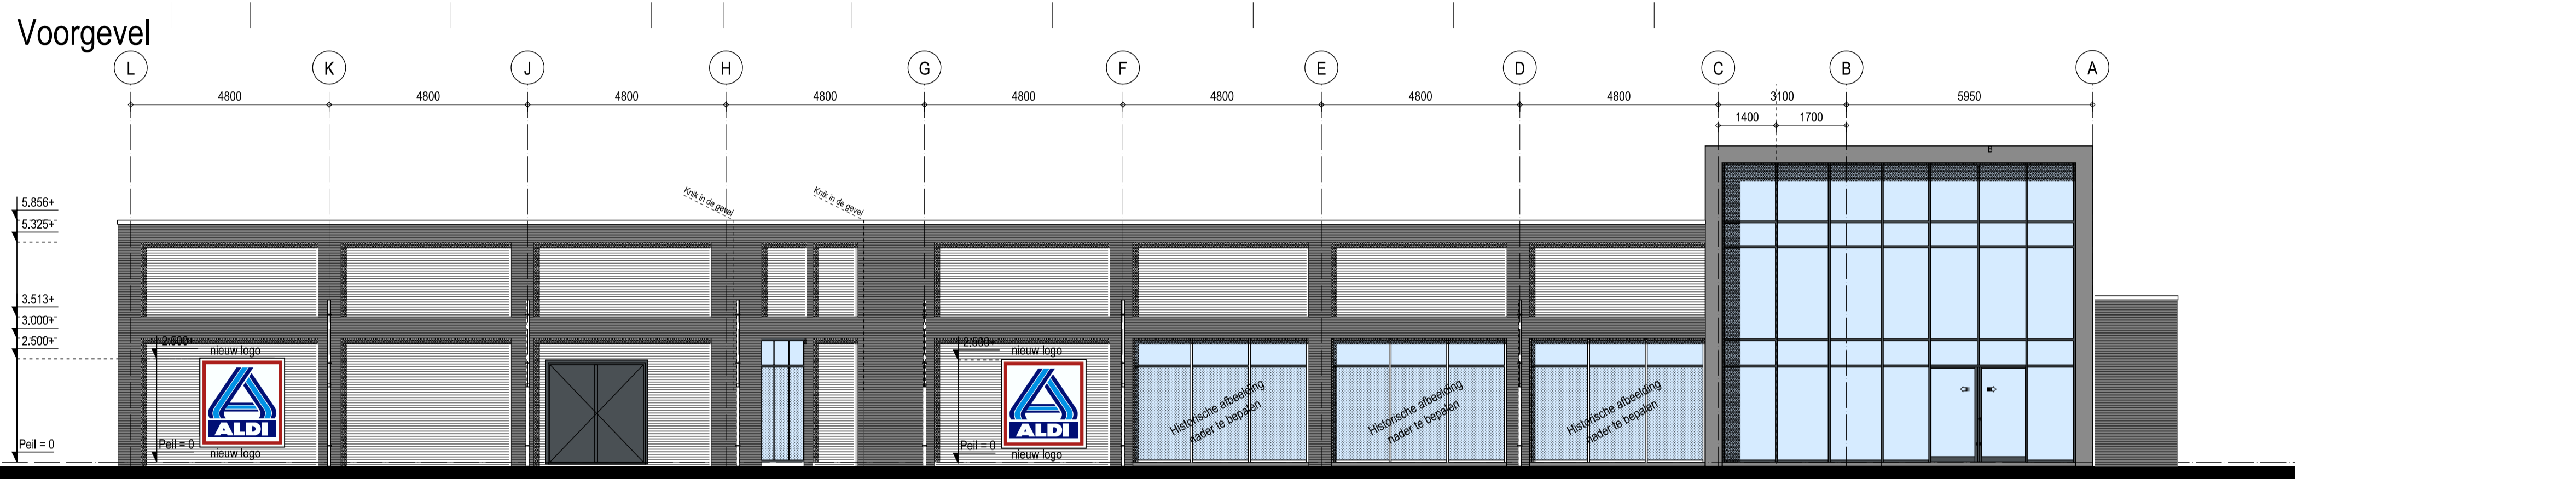 Voorgevel
L K J H G F E D C B A
4800 4800 4800 4800 4800 4800 4800 4800 3100 5950
1400 1700
B
Knik in de gevel Knik in de gevel
5.856+
5.325+
3.513+
3.000+
2.500+
2.500+
nieuw logo
ALDI
Peil = 0
Peil = 0
nieuw logo
2.500+
nieuw logo
ALDI
Peil = 0
nieuw logo
Historische afbeelding
nader te bepalen
Historische afbeelding
nader te bepalen
Historische afbeelding
nader te bepalen